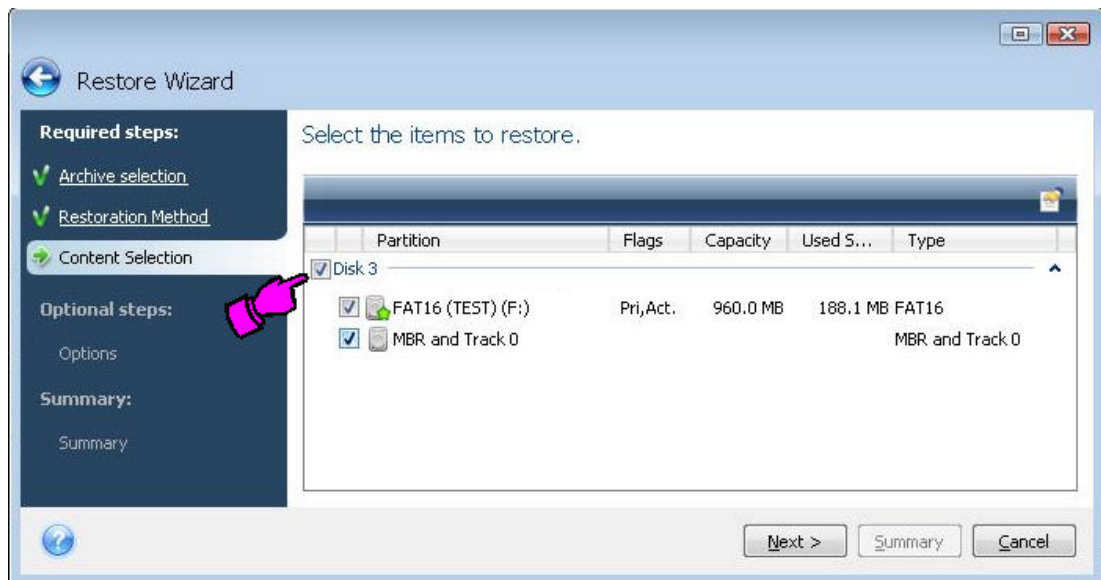 Restore Wizard
Required steps:
Archive selection
Restoration Method
Content Selection
Optional steps:
Options
Summary:
Summary
Select the items to restore.
Partition Flags Capacity Used S... Type
Disk 3
FAT16 (TEST) (F:) Pri,Act. 960.0 MB 188.1 MB FAT16
MBR and Track 0 MBR and Track 0
Next > Summary Cancel